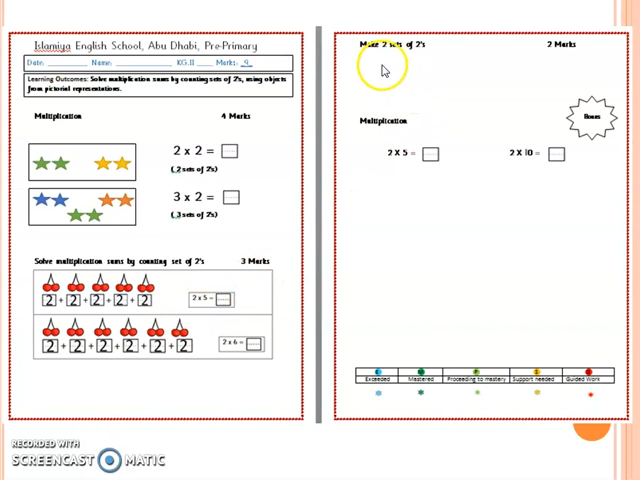 Islamiya English School, Abu Dhabi, Pre-Primary
Date: __________ Name: ______________ KG.II ____ Marks: _9_
Learning Outcomes: Solve multiplication sums by counting sets of 2's, using objects
from pictorial representations.
Multiplication 4 Marks
2 x 2 =
( 2 sets of 2's)
3 x 2 =
( 3 sets of 2's)
Solve multiplication sums by counting set of 2's 3 Marks
2 + 2 + 2 + 2 + 2
2 x 5 =
2 + 2 + 2 + 2 + 2 + 2
2 x 6 =
Make 2 sets of 2's 2 Marks
Multiplication
Bonus
2 X 5 =
2 X 10 =
Exceeded Mastered Proceeding to mastery Support needed Guided Work
RECORDED WITH
SCREENCAST MATIC